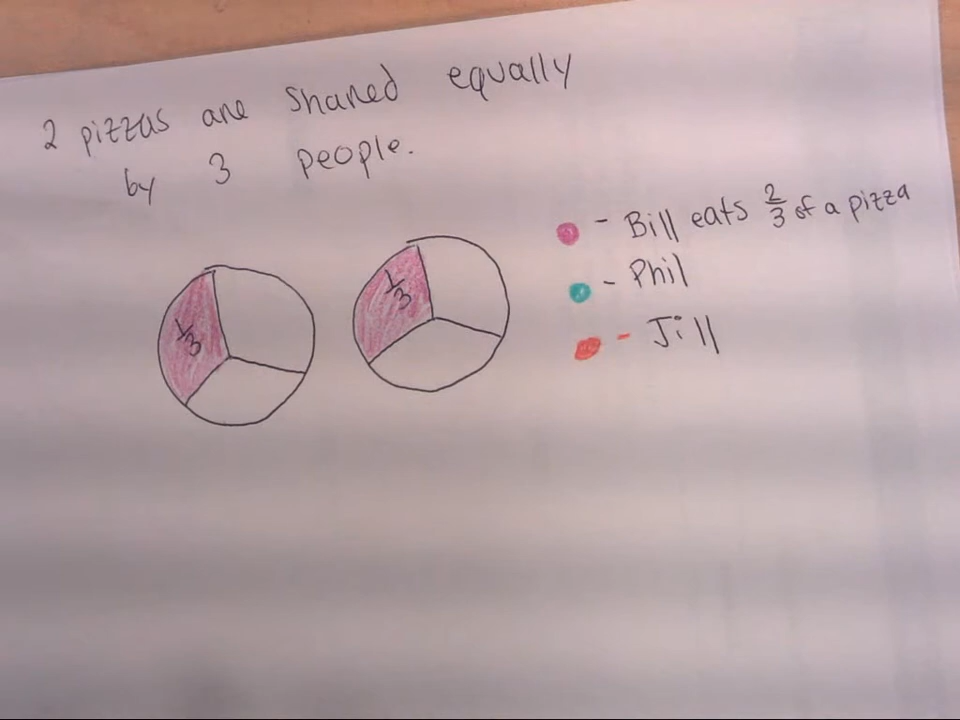 2 pizzas are shared equally
by 3 people.
- Bill eats 2/3 of a pizza
- Phil
- Jill
1/3
1/3